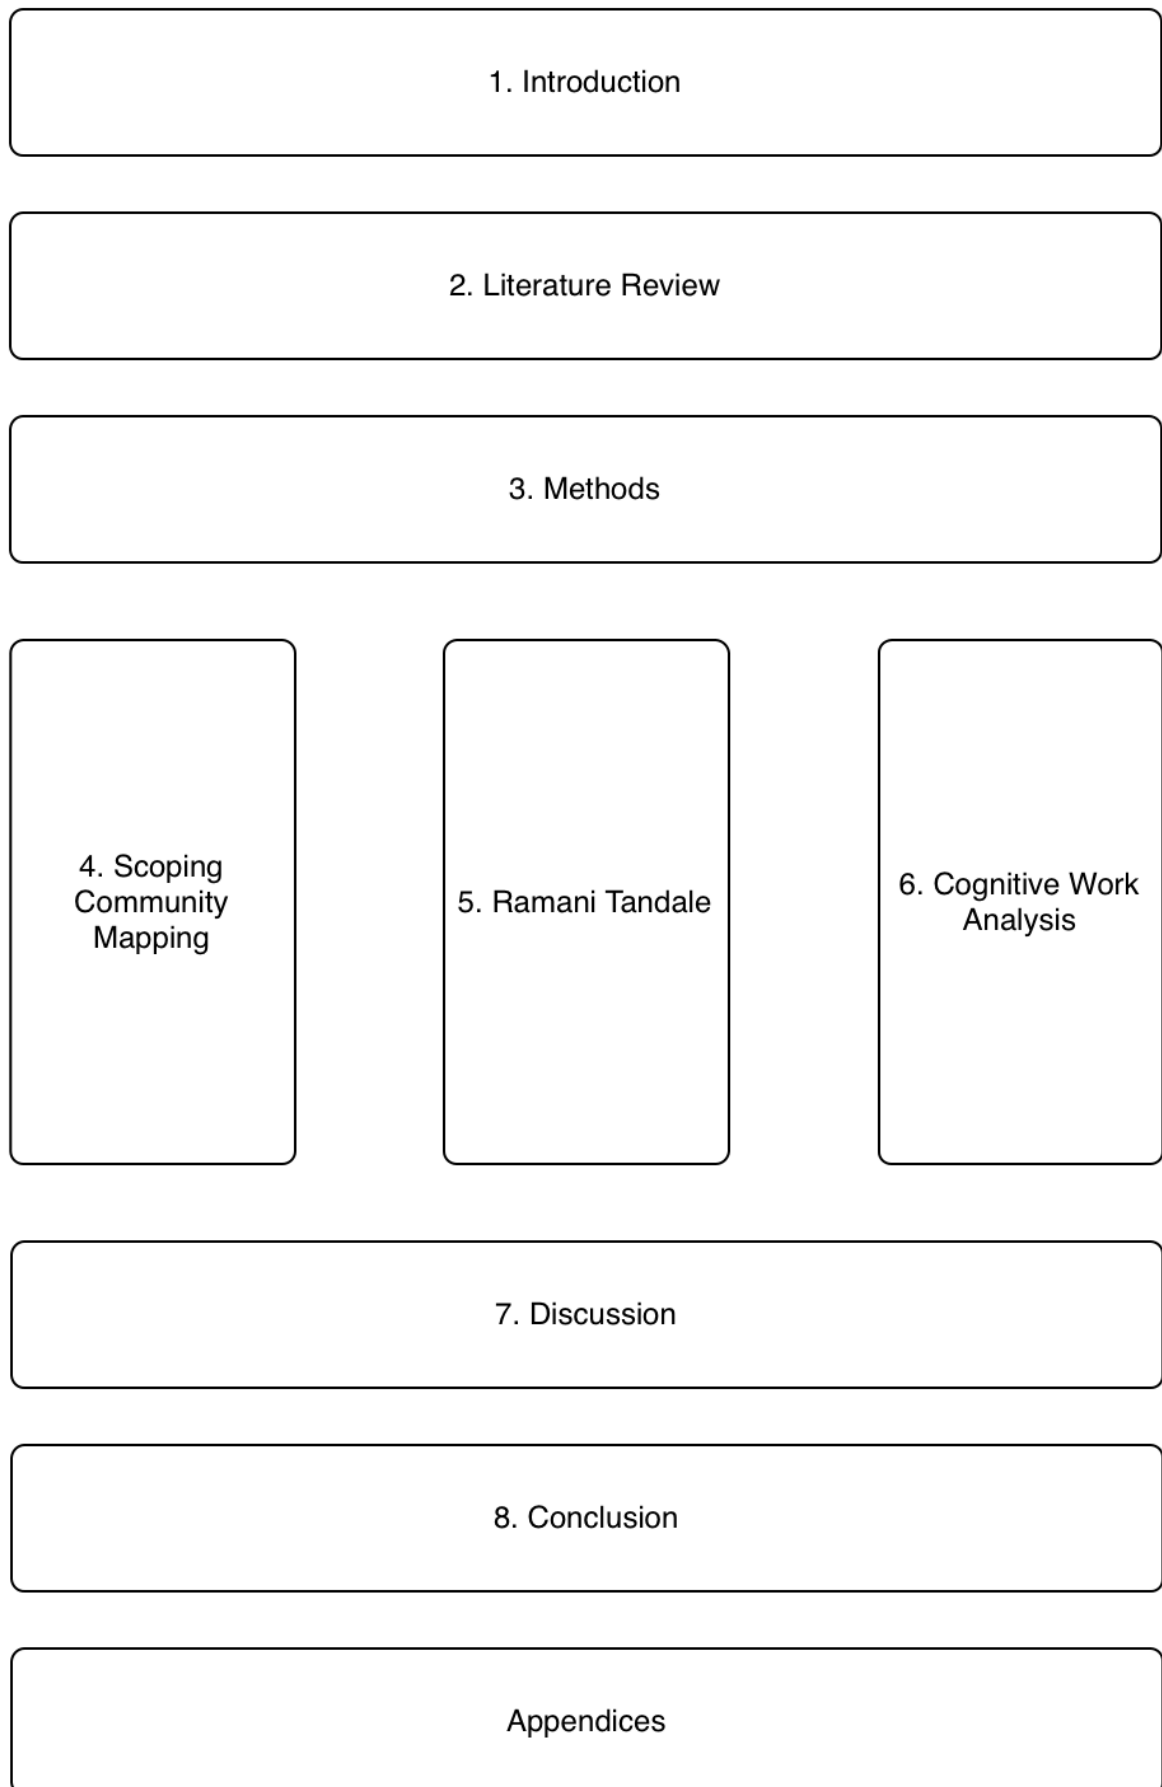 1. Introduction
2. Literature Review
3. Methods
4. Scoping
Community
Mapping
5. Ramani Tandale
6. Cognitive Work
Analysis
7. Discussion
8. Conclusion
Appendices